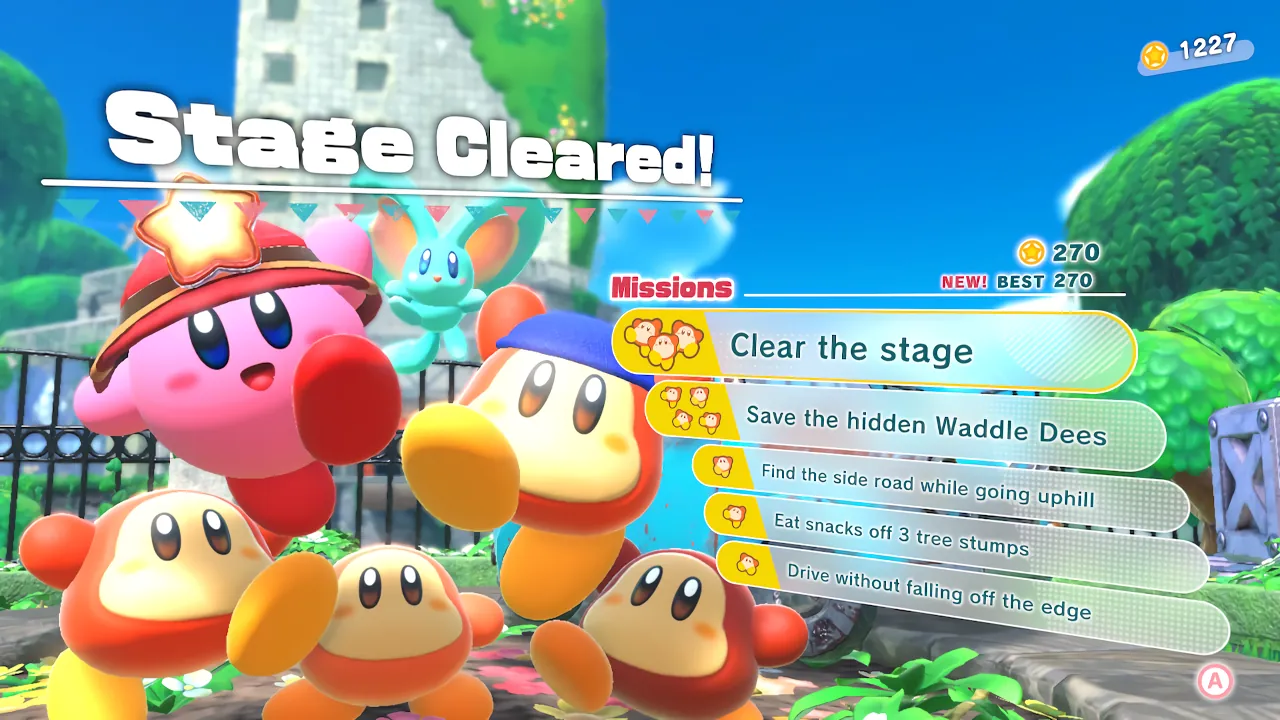 1227
Stage Cleared!
270
Missions
NEW! BEST 270
Clear the stage
Save the hidden Waddle Dees
Find the side road while going uphill
Eat snacks off 3 tree stumps
Drive without falling off the edge
A